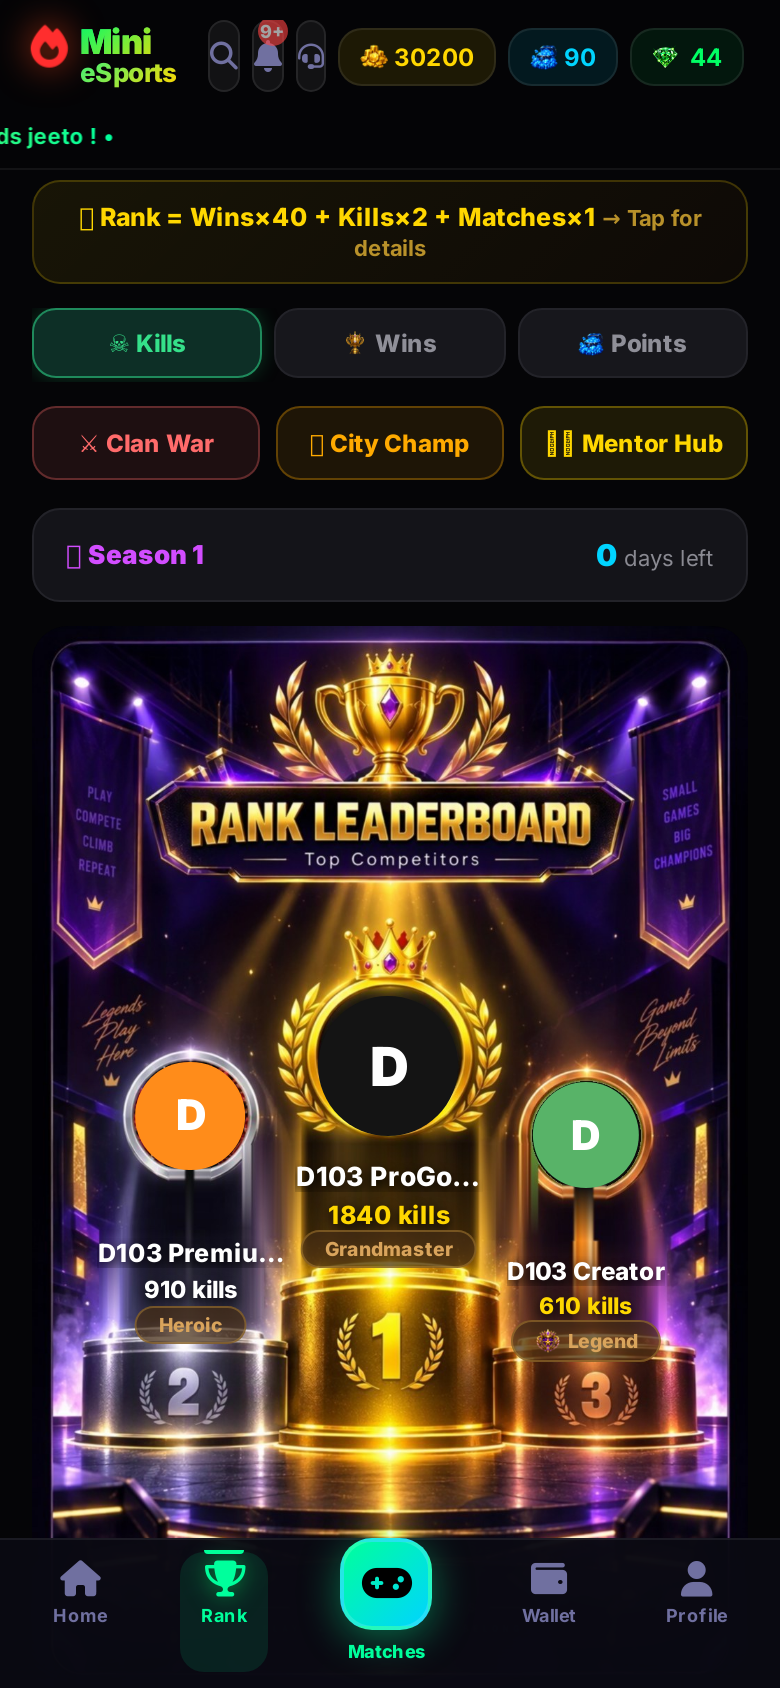 Mini
eSports
9+
30200
90
44
ds jeeto ! •
Rank = Wins×40 + Kills×2 + Matches×1 → Tap for
details
Kills
Wins
Points
Clan War
City Champ
Mentor Hub
Season 1
0 days left
PLAY
COMPETE
CLIMB
REPEAT
SMALL
GAMES
BIG
CHAMPIONS
RANK LEADERBOARD
Top Competitors
Legends
Play
Here
Gamet
Beyond
Limits
D
D
D
D103 ProGo...
1840 kills
Grandmaster
D103 Premiu...
910 kills
Heroic
D103 Creator
610 kills
Legend
1
2
3
Home
Rank
Matches
Wallet
Profile